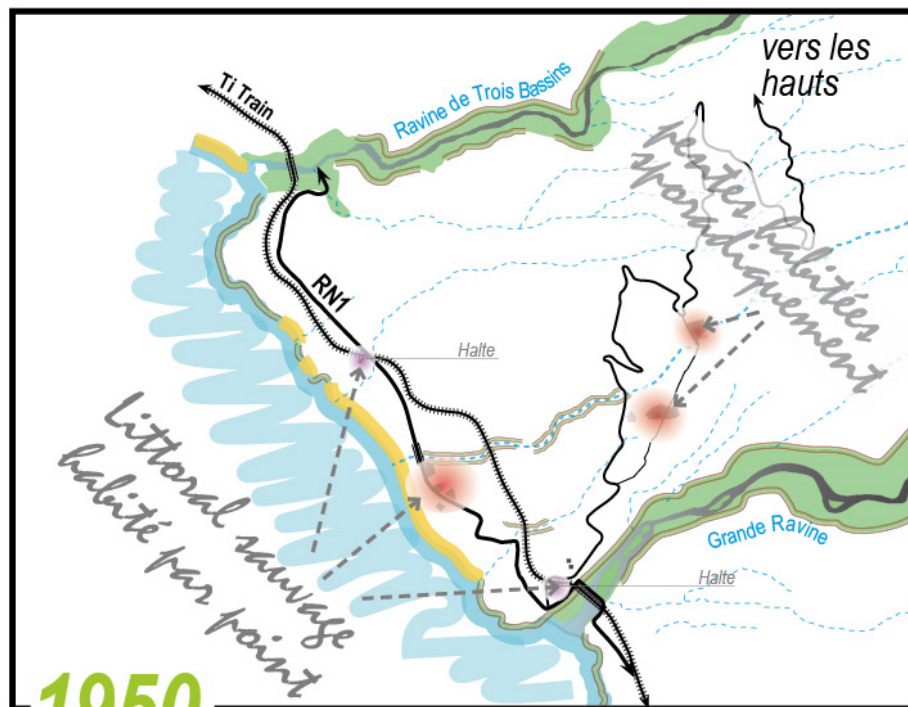 vers les
hauts
Ti Train
Ravine de Trois Bassins
pentes habitées
sporadiquement
RN1
Halte
Littoral sauvage
habité par point
Grande Ravine
Halte
1950